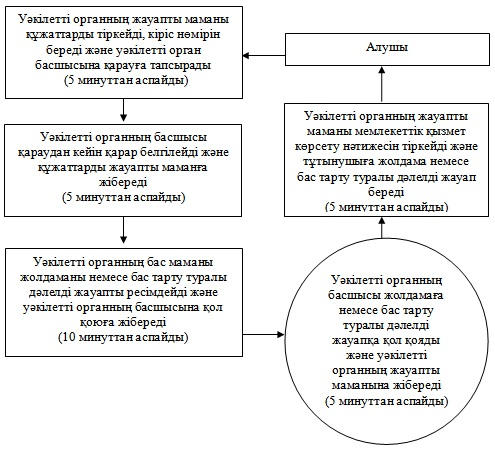 Уәкілетті органның жауапты маманы
құжаттарды тіркейді, кіріс нөмірін
береді және уәкілетті орган
басшысына қарауға тапсырады
(5 минуттан аспайды)
Алушы
Уәкілетті органның басшысы
қараудан кейін қарар белгілейді және
құжаттарды жауапты маманға
жібереді
(5 минуттан аспайды)
Уәкілетті органның жауапты
маманы мемлекеттік қызмет
көрсету нәтижесін тіркейді және
тұтынушыға жолдама немесе
бас тарту туралы дәлелді жауап
береді
(5 минуттан аспайды)
Уәкілетті органның бас маманы
жолдаманы немесе бас тарту туралы
дәлелді жауапты ресімдейді және
уәкілетті органның басшысына қол
қоюға жібереді
(10 минуттан аспайды)
Уәкілетті органның
басшысы жолдамаға
немесе бас тарту
туралы дәлелді
жауапқа қол қояды
және уәкілетті
органның жауапты
маманына жібереді
(5 минуттан аспайды)